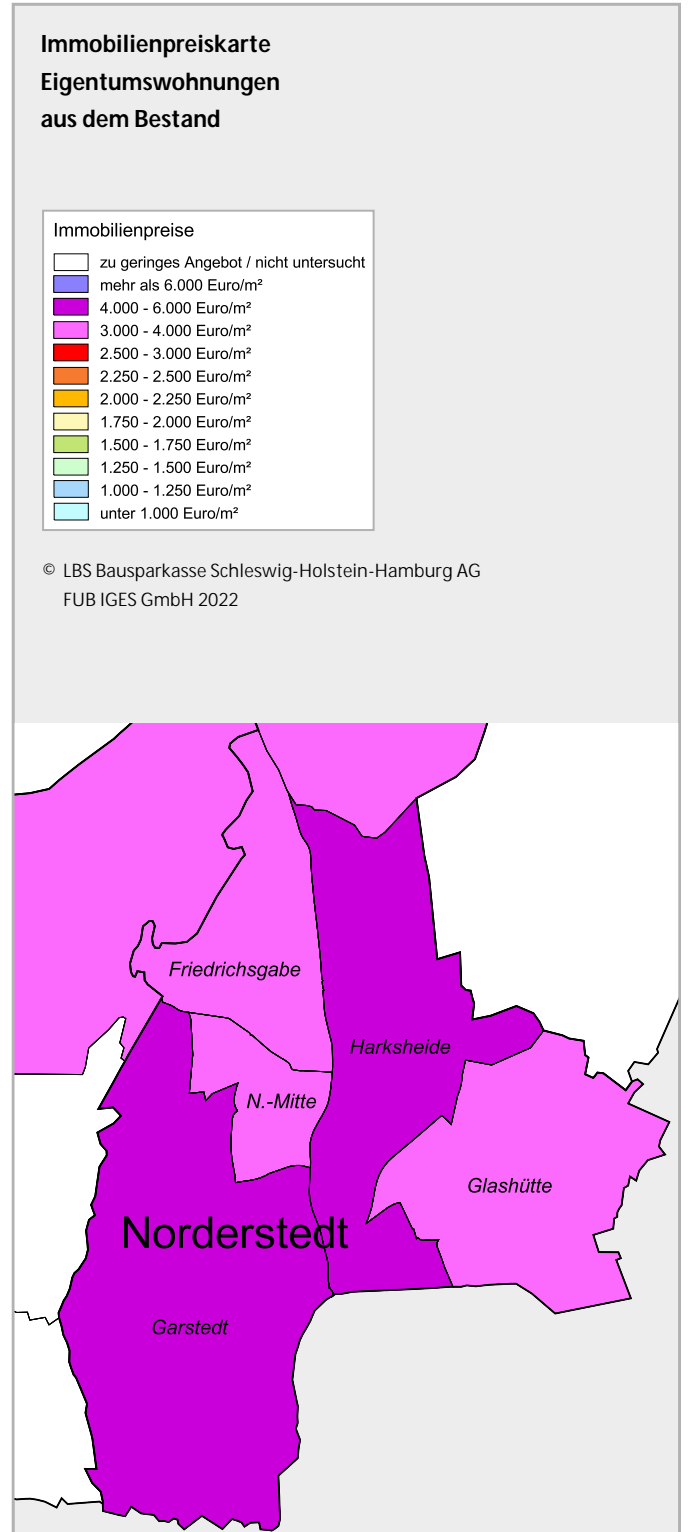 Immobilienpreiskarte
Eigentumswohnungen
aus dem Bestand
Immobilienpreise
zu geringes Angebot / nicht untersucht
mehr als 6.000 Euro/m²
4.000 - 6.000 Euro/m²
3.000 - 4.000 Euro/m²
2.500 - 3.000 Euro/m²
2.250 - 2.500 Euro/m²
2.000 - 2.250 Euro/m²
1.750 - 2.000 Euro/m²
1.500 - 1.750 Euro/m²
1.250 - 1.500 Euro/m²
1.000 - 1.250 Euro/m²
unter 1.000 Euro/m²
© LBS Bausparkasse Schleswig-Holstein-Hamburg AG
FUB IGES GmbH 2022
Friedrichsgabe
Harksheide
N.-Mitte
Glashütte
Norderstedt
Garstedt